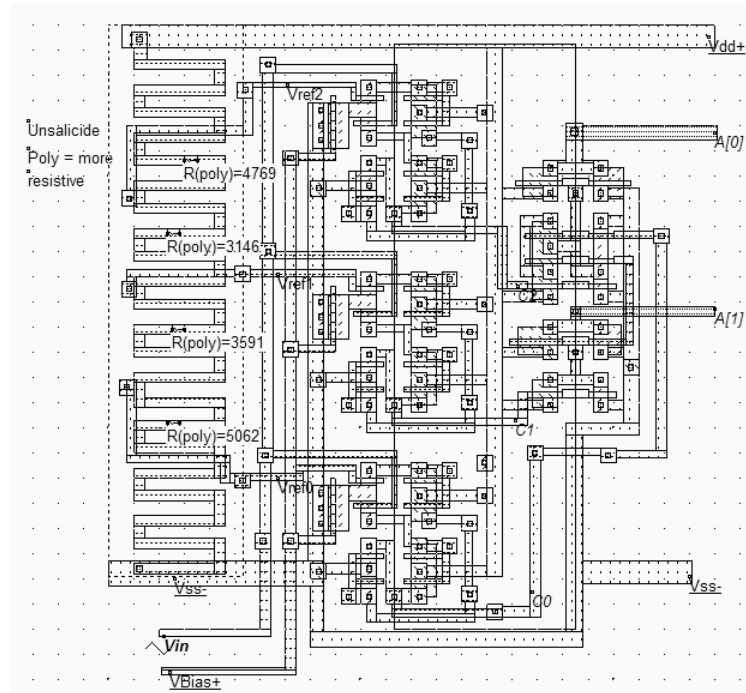 Vdd+
Vref2
Unsalicide
Poly = more
resistive
A[0]
R(poly)=4769
R(poly)=3146
Vref1
C2
A[1]
R(poly)=3591
R(poly)=5062
C1
Vref0
Vss-
Vss-
C0
Vin
VBias+